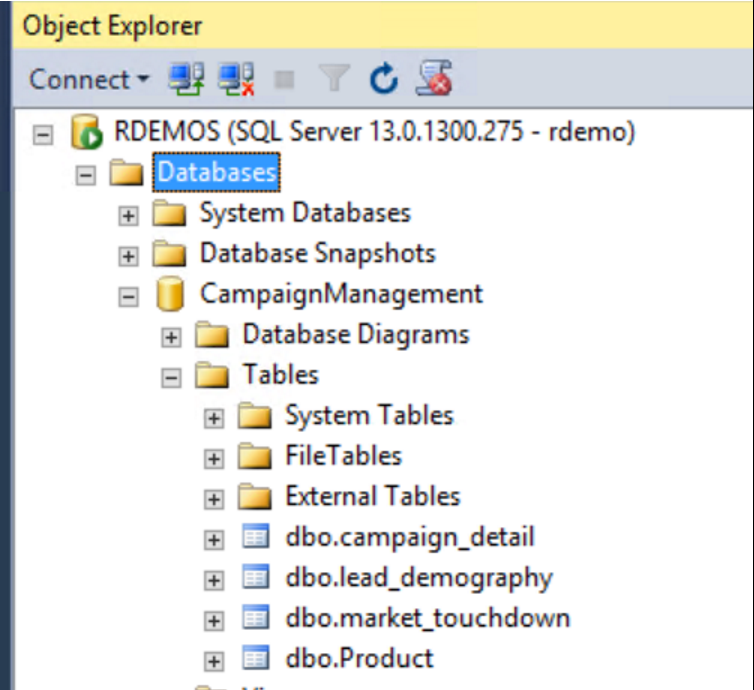 Object Explorer
Connect
RDEMOS (SQL Server 13.0.1300.275 - rdemo)
Databases
System Databases
Database Snapshots
CampaignManagement
Database Diagrams
Tables
System Tables
FileTables
External Tables
dbo.campaign_detail
dbo.lead_demography
dbo.market_touchdown
dbo.Product